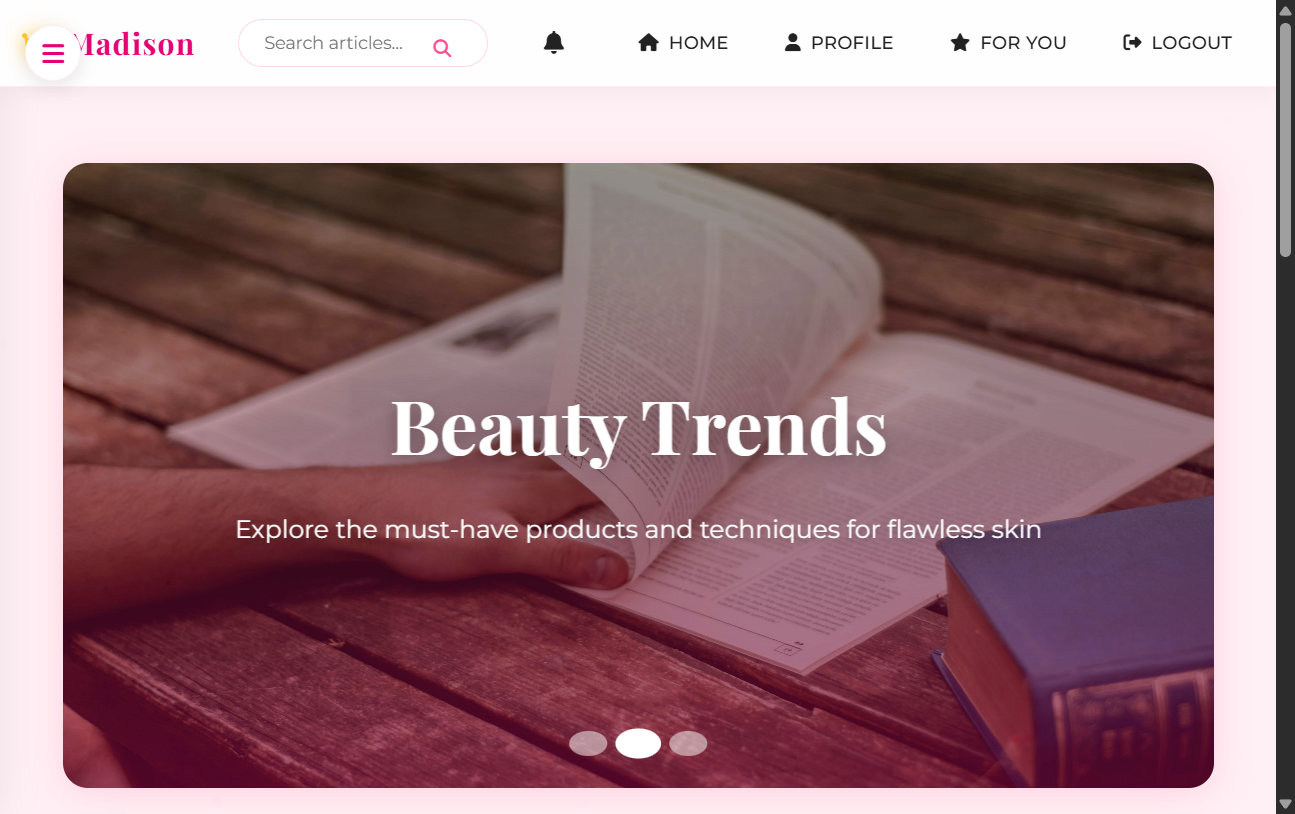 Madison
Search articles...
HOME
PROFILE
FOR YOU
LOGOUT
Beauty Trends
Explore the must-have products and techniques for flawless skin